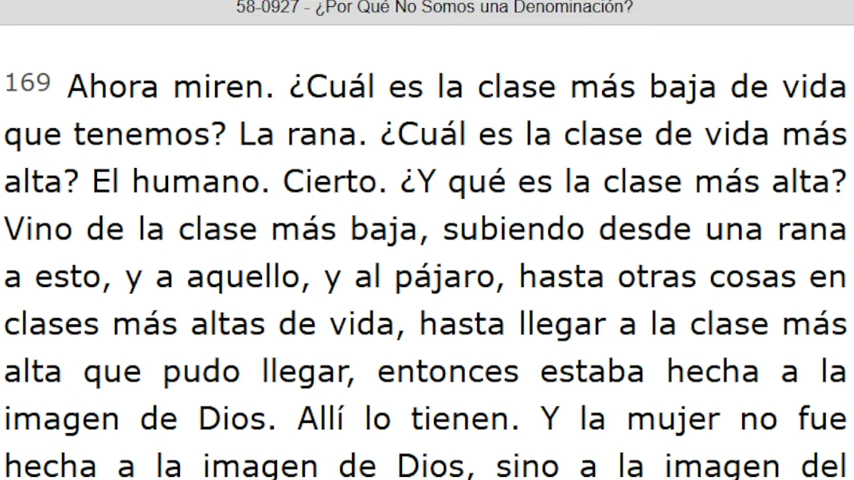 58-0927 - ¿Por Qué No Somos una Denominación?
169 Ahora miren. ¿Cuál es la clase más baja de vida
que tenemos? La rana. ¿Cuál es la clase de vida más
alta? El humano. Cierto. ¿Y qué es la clase más alta?
Vino de la clase más baja, subiendo desde una rana
a esto, y a aquello, y al pájaro, hasta otras cosas en
clases más altas de vida, hasta llegar a la clase más
alta que pudo llegar, entonces estaba hecha a la
imagen de Dios. Allí lo tienen. Y la mujer no fue
hecha a la imagen de Dios, sino a la imagen del